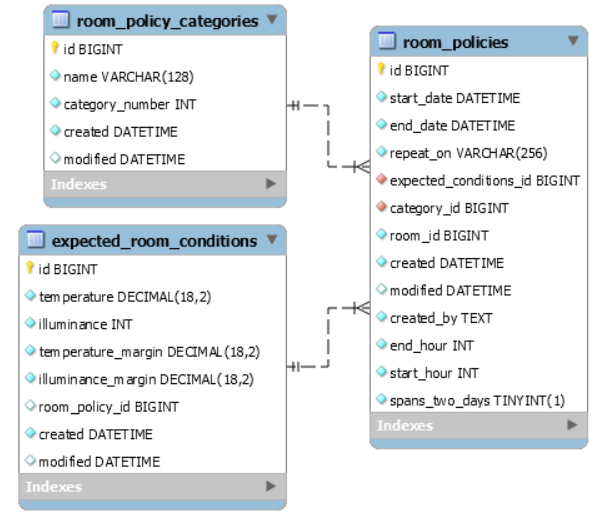 room_policy_categories
id BIGINT
name VARCHAR(128)
category_number INT
created DATETIME
modified DATETIME
Indexes
expected_room_conditions
id BIGINT
temperature DECIMAL(18,2)
illuminance INT
temperature_margin DECIMAL(18,2)
illuminance_margin DECIMAL(18,2)
room_policy_id BIGINT
created DATETIME
modified DATETIME
Indexes
room_policies
id BIGINT
start_date DATETIME
end_date DATETIME
repeat_on VARCHAR(256)
expected_conditions_id BIGINT
category_id BIGINT
room_id BIGINT
created DATETIME
modified DATETIME
created_by TEXT
end_hour INT
start_hour INT
spans_two_days TINYINT(1)
Indexes